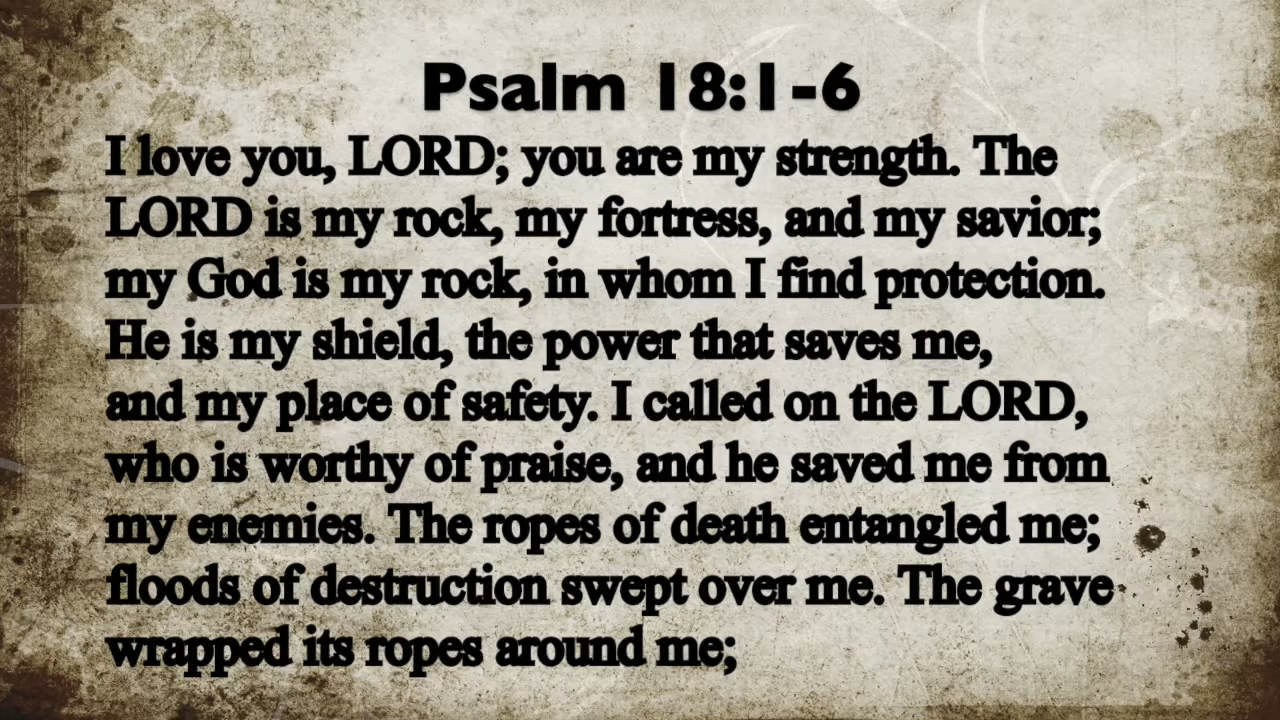 Psalm 18:1-6
I love you, LORD; you are my strength. The
LORD is my rock, my fortress, and my savior;
my God is my rock, in whom I find protection.
He is my shield, the power that saves me,
and my place of safety. I called on the LORD,
who is worthy of praise, and he saved me from
my enemies. The ropes of death entangled me;
floods of destruction swept over me. The grave
wrapped its ropes around me;